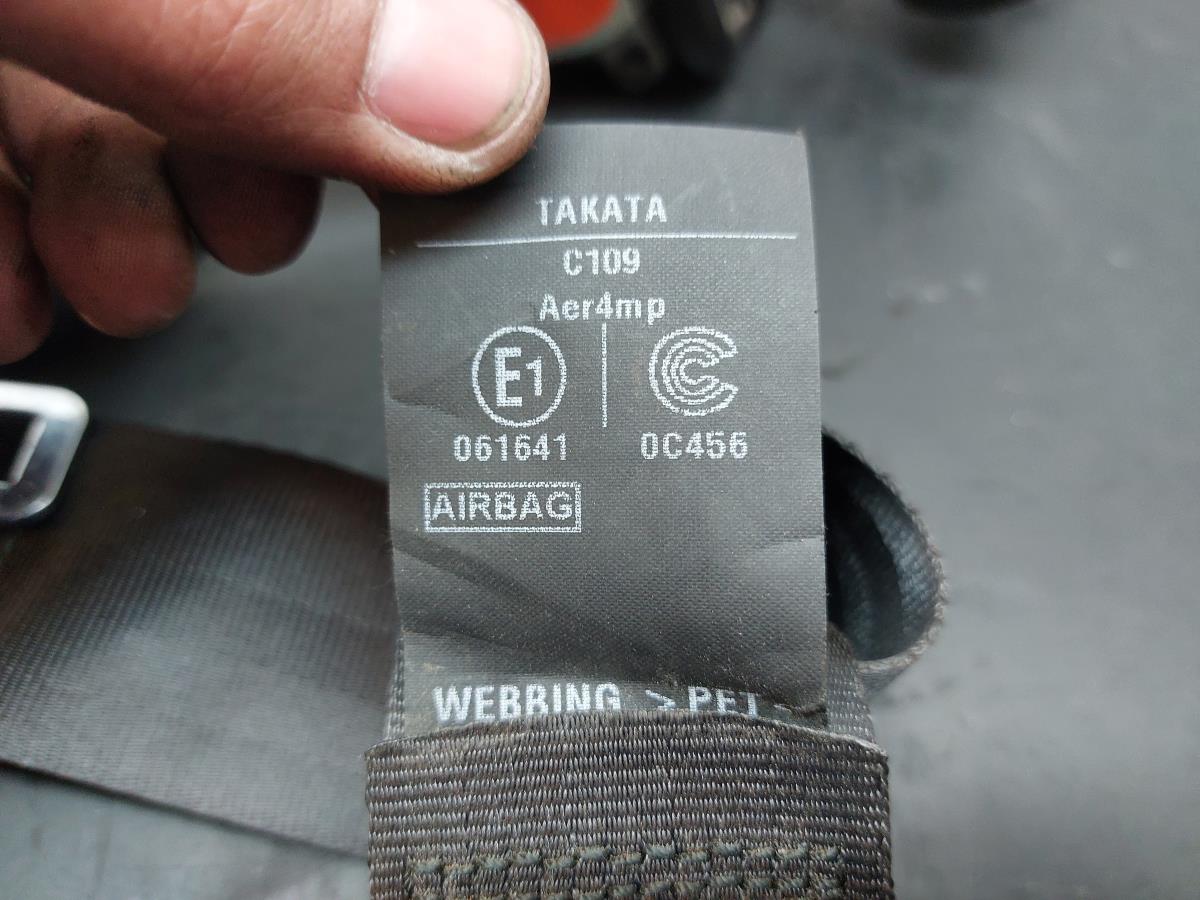 TAKATA
C109
Aer4mp
E1
C
061641 0C456
AIRBAG
WEBBING >PET